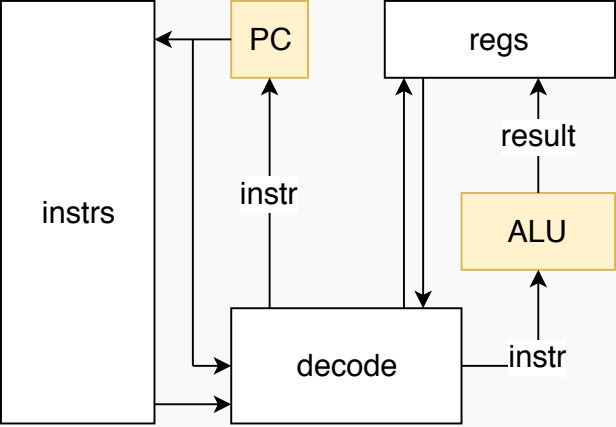 PC
regs
result
instr
instrs
ALU
decode
instr